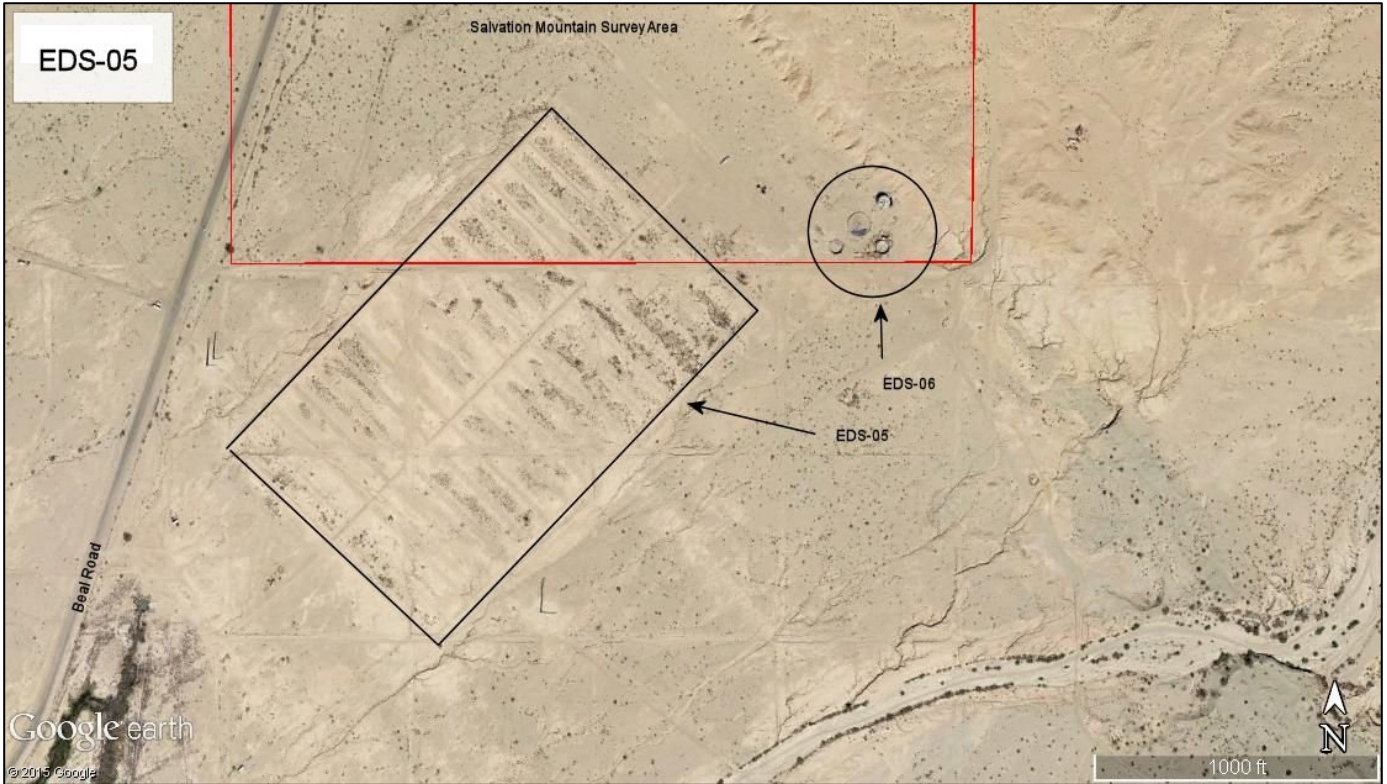 EDS-05
Salvation Mountain Survey Area
EDS-06
EDS-05
Beal Road
Google earth
© 2015 Google
N
1000 ft